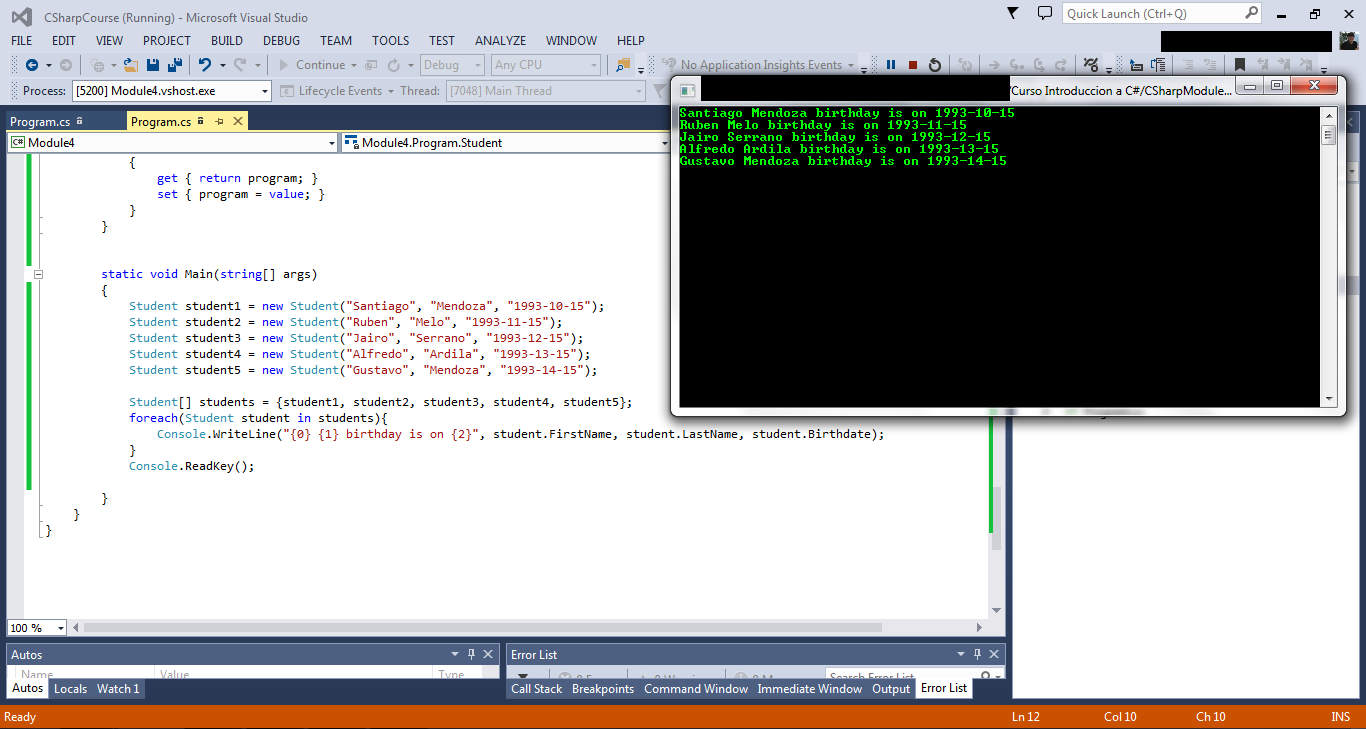 CSharpCourse (Running) - Microsoft Visual Studio
Quick Launch (Ctrl+Q)
FILE EDIT VIEW PROJECT BUILD DEBUG TEAM TOOLS TEST ANALYZE WINDOW HELP
Continue Debug Any CPU No Application Insights Events
Process: [5200] Module4.vshost.exe Lifecycle Events Thread: [7048] Main Thread
Program.cs Program.cs
C# Module4 Module4.Program.Student
{
get { return program; }
set { program = value; }
}
}
static void Main(string[] args)
{
Student student1 = new Student("Santiago", "Mendoza", "1993-10-15");
Student student2 = new Student("Ruben", "Melo", "1993-11-15");
Student student3 = new Student("Jairo", "Serrano", "1993-12-15");
Student student4 = new Student("Alfredo", "Ardila", "1993-13-15");
Student student5 = new Student("Gustavo", "Mendoza", "1993-14-15");
Student[] students = {student1, student2, student3, student4, student5};
foreach(Student student in students){
Console.WriteLine("{0} {1} birthday is on {2}", student.FirstName, student.LastName, student.Birthdate);
}
Console.ReadKey();
}
}
}
/Curso Introduccion a C#/CSharpModule...
Santiago Mendoza birthday is on 1993-10-15
Ruben Melo birthday is on 1993-11-15
Jairo Serrano birthday is on 1993-12-15
Alfredo Ardila birthday is on 1993-13-15
Gustavo Mendoza birthday is on 1993-14-15
100 %
Autos
Name Value Type
Autos Locals Watch 1
Error List
Search Error List
Call Stack Breakpoints Command Window Immediate Window Output Error List
Ready Ln 12 Col 10 Ch 10 INS